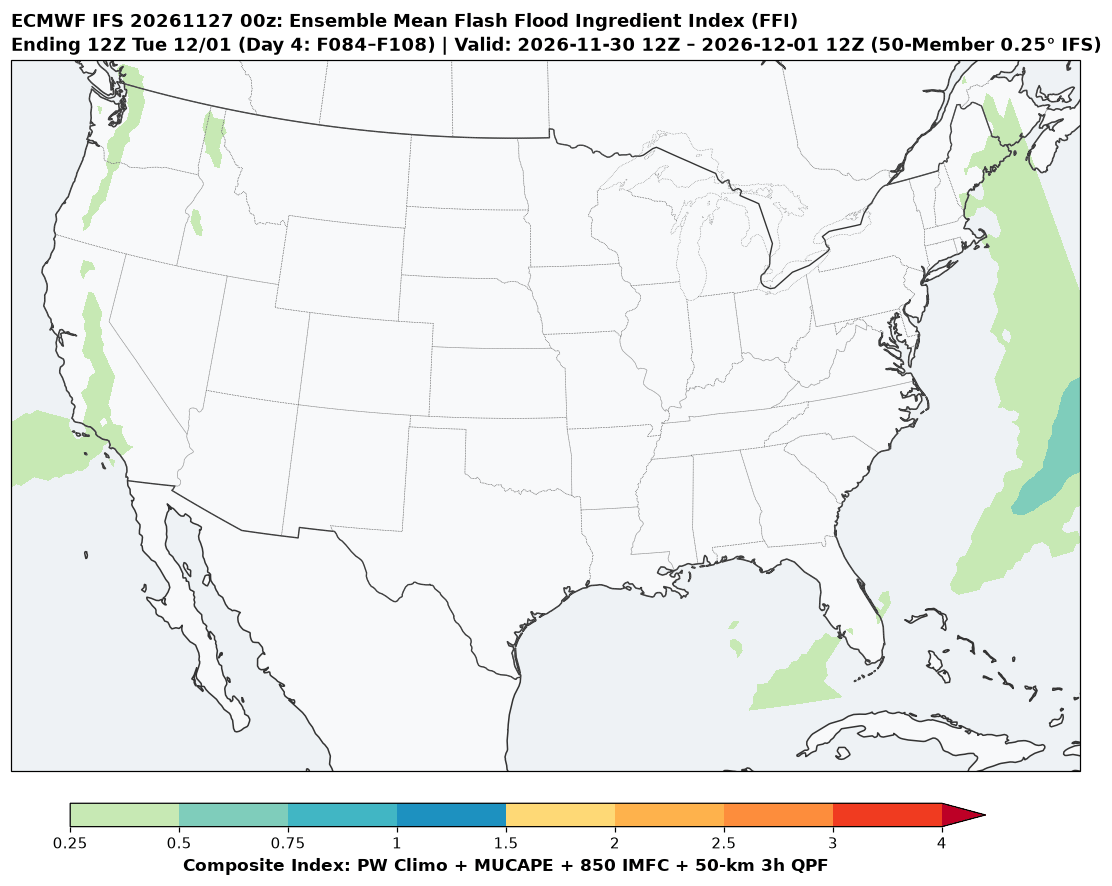 ECMWF IFS 20261127 00z: Ensemble Mean Flash Flood Ingredient Index (FFI)
Ending 12Z Tue 12/01 (Day 4: F084–F108) | Valid: 2026-11-30 12Z – 2026-12-01 12Z (50-Member 0.25° IFS)
0.25 0.5 0.75 1 1.5 2 2.5 3 4
Composite Index: PW Climo + MUCAPE + 850 IMFC + 50-km 3h QPF